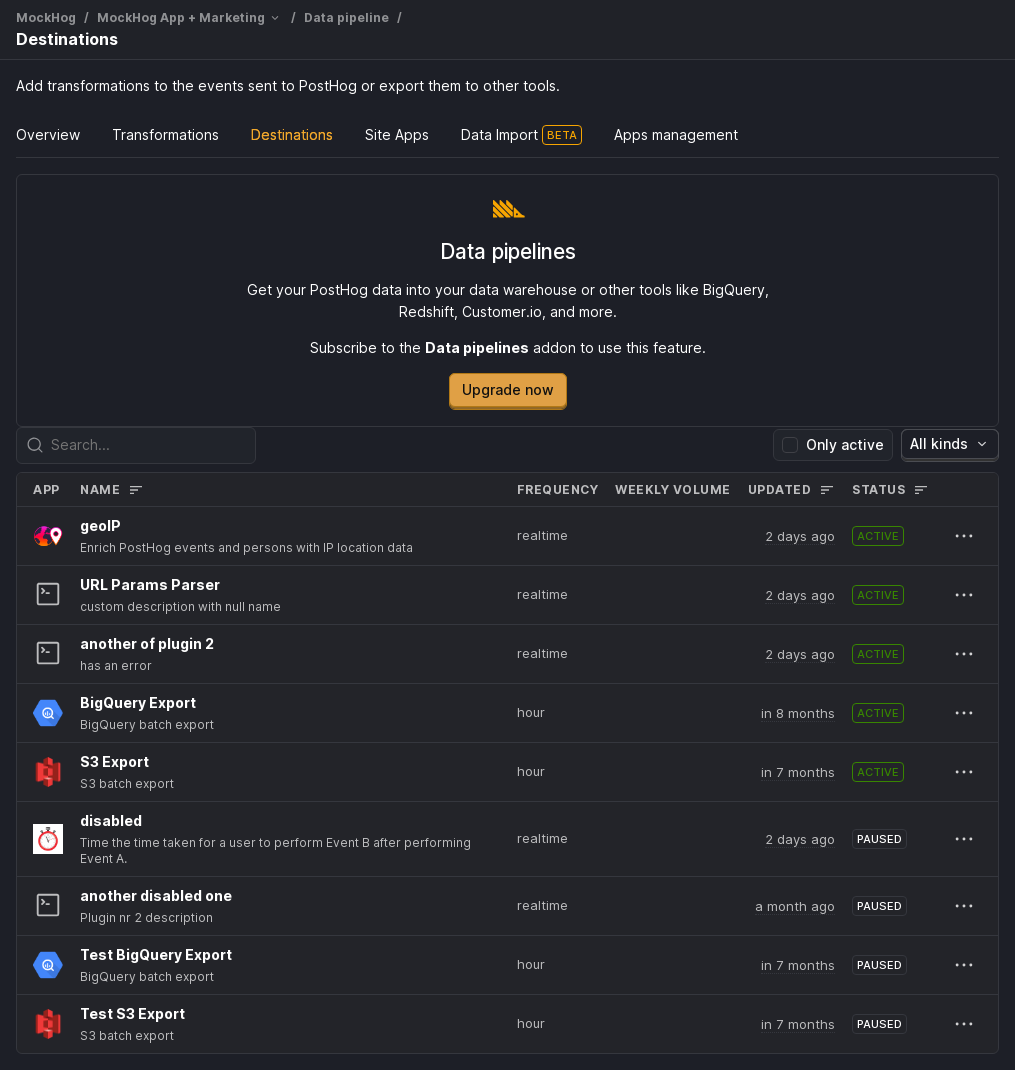 MockHog / MockHog App + Marketing / Data pipeline /
Destinations
Add transformations to the events sent to PostHog or export them to other tools.
Overview Transformations Destinations Site Apps Data Import BETA Apps management
Data pipelines
Get your PostHog data into your data warehouse or other tools like BigQuery,
Redshift, Customer.io, and more.
Subscribe to the Data pipelines addon to use this feature.
Upgrade now
Search... Only active All kinds
APP NAME FREQUENCY WEEKLY VOLUME UPDATED STATUS
geoIP
Enrich PostHog events and persons with IP location data
realtime 2 days ago ACTIVE
URL Params Parser
custom description with null name
realtime 2 days ago ACTIVE
another of plugin 2
has an error
realtime 2 days ago ACTIVE
BigQuery Export
BigQuery batch export
hour in 8 months ACTIVE
S3 Export
S3 batch export
hour in 7 months ACTIVE
disabled
Time the time taken for a user to perform Event B after performing
Event A.
realtime 2 days ago PAUSED
another disabled one
Plugin nr 2 description
realtime a month ago PAUSED
Test BigQuery Export
BigQuery batch export
hour in 7 months PAUSED
Test S3 Export
S3 batch export
hour in 7 months PAUSED